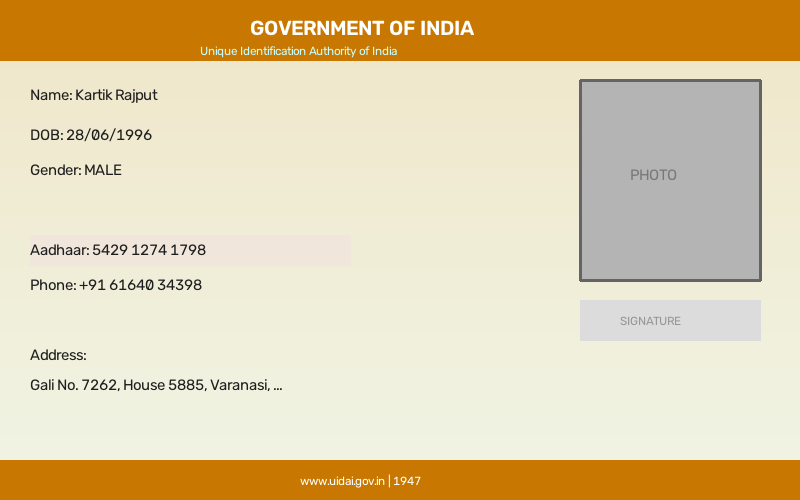 GOVERNMENT OF INDIA
Unique Identification Authority of India
Name: Kartik Rajput
DOB: 28/06/1996
Gender: MALE
PHOTO
Aadhaar: 5429 1274 1798
Phone: +91 61640 34398
SIGNATURE
Address:
Gali No. 7262, House 5885, Varanasi, ...
www.uidai.gov.in | 1947